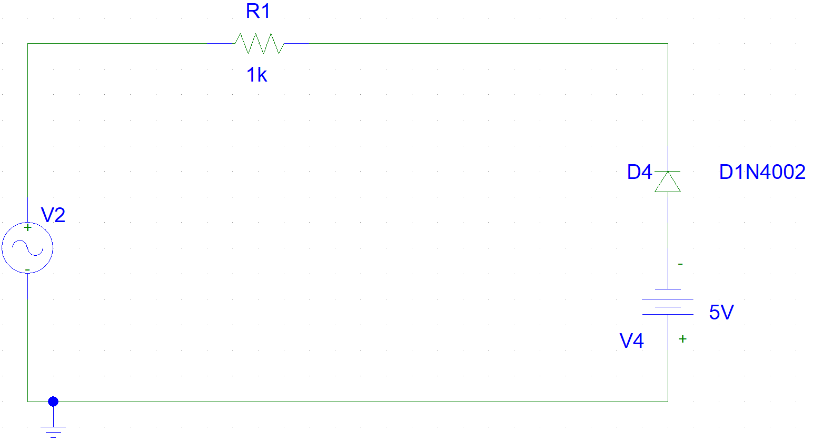 R1
1k
D4 D1N4002
V2
+
-
-
5V
V4 +